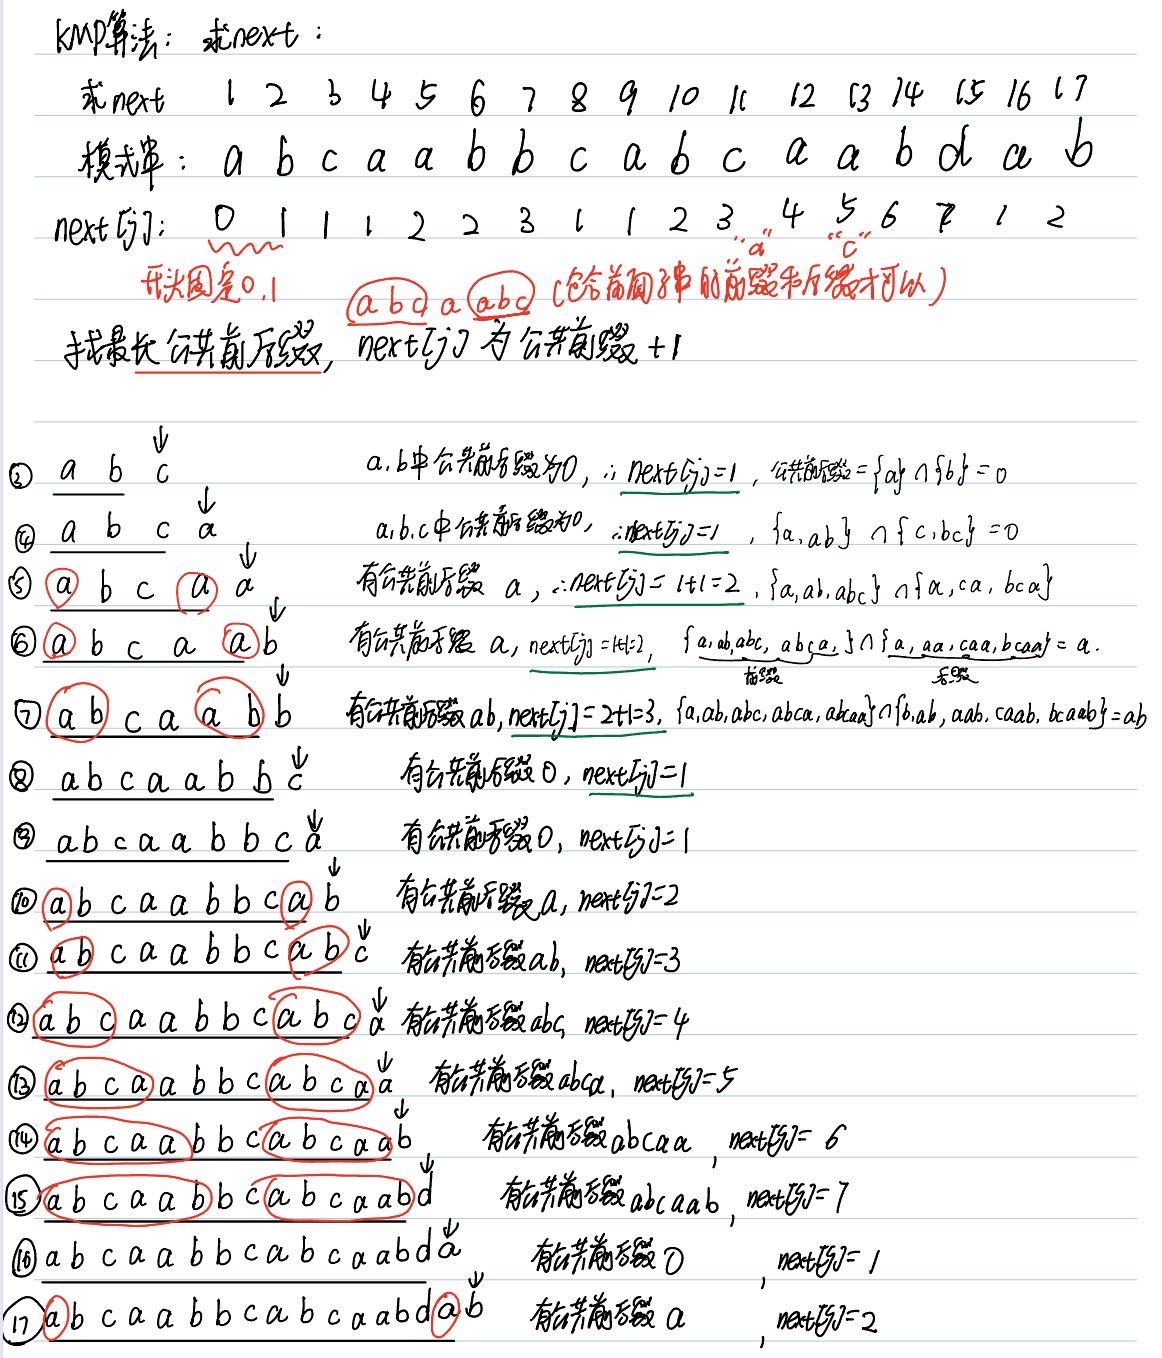 KMP算法: 求next:
求next 1 2 3 4 5 6 7 8 9 10 11 12 13 14 15 16 17
模式串: a b c a a b b c a b c a a b d a b
next[j]: 0 1 1 1 2 2 3 1 1 2 3 4 5 6 7 1 2
"a" "c"
开头固定0,1 abc a abc (包含前面子串的前缀和后缀才可以)
找最长公共前后缀, next[j] 为公共前缀+1
③ a b c a,b中公共前后缀为0, ∴next[j]=1, 公共前后缀={a}∩{b}=0
④ a b c a a,b,c中公共前后缀为0, ∴next[j]=1, {a,ab}∩{c,bc}=0
⑤ a b c a a 有公共前后缀 a, ∴next[j]=1+1=2, {a,ab,abc}∩{a,ca,bca}
⑥ a b c a a b 有公共前后缀 a, next[j]=1+1=2, {a,ab,abc,abca,}∩{a,aa,caa,bcaa}=a.
前缀 后缀
⑦ a b c a a b b 有公共前后缀ab, next[j]=2+1=3, {a,ab,abc,abca,abcaa}∩{b,ab,aab,caab,bcaab}=ab
⑧ a b c a a b b c 有公共前后缀0, next[j]=1
⑨ a b c a a b b c a 有公共前后缀0, next[j]=1
⑩ a b c a a b b c a b 有公共前后缀a, next[j]=2
⑪ a b c a a b b c a b c 有公共前后缀ab, next[j]=3
⑫ a b c a a b b c a b c a 有公共前后缀abc, next[j]=4
⑬ a b c a a b b c a b c a a 有公共前后缀abca, next[j]=5
⑭ a b c a a b b c a b c a a b 有公共前后缀abcaa, next[j]=6
⑮ a b c a a b b c a b c a a b d 有公共前后缀abcaab, next[j]=7
⑯ a b c a a b b c a b c a a b d a 有公共前后缀0, next[j]=1
⑰ a b c a a b b c a b c a a b d a b 有公共前后缀a, next[j]=2